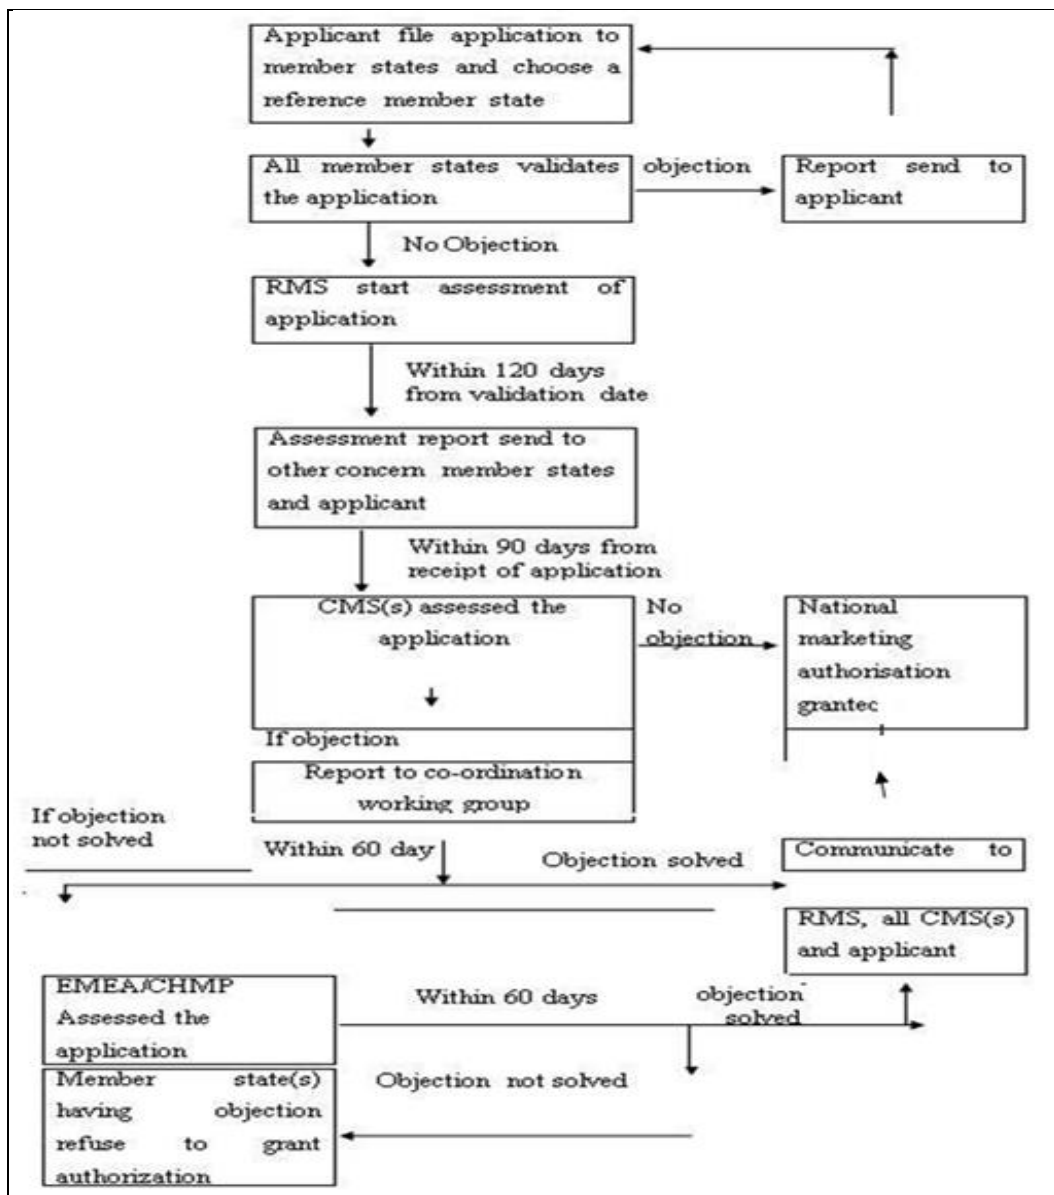 Applicant file application to
member states and choose a
reference member state
All member states validates
the application
objection
Report send to
applicant
No Objection
RMS start assessment of
application
Within 120 days
from validation date
Assessment report send to
other concern member states
and applicant
Within 90 days from
receipt of application
CMS(s) assessed the
application
No
objection
National
marketing
authorisation
grantec
If objection
Report to co-ordination
working group
If objection
not solved
Within 60 day
Objection solved
Communicate to
RMS, all CMS(s)
and applicant
EMEA/CHMP
Assessed the
application
Within 60 days
objection
solved
Member state(s)
having objection
refuse to grant
authorization
Objection not solved